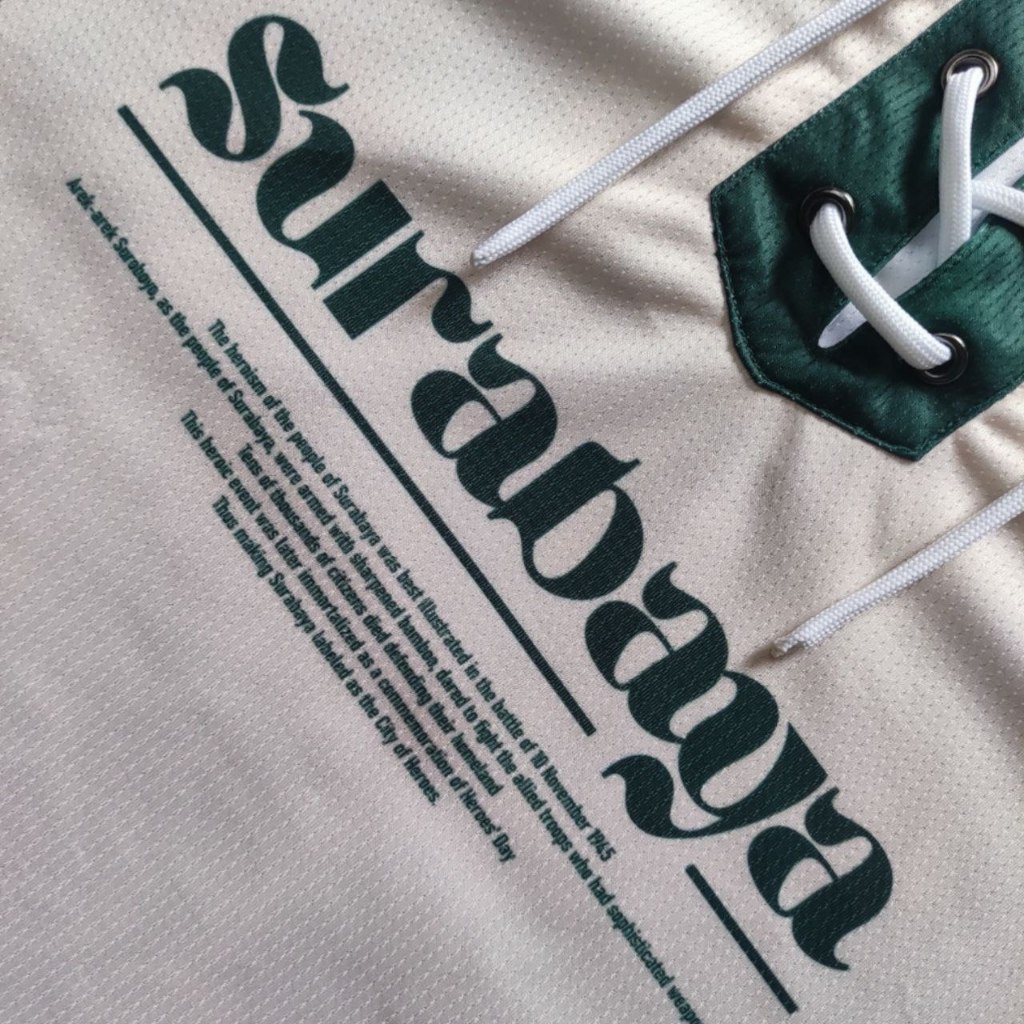 surabaya
The heroism of the people of Surabaya was best illustrated in the battle of 10 November 1945
Arek-arek Suraboyo, as the people of Surabaya, were armed with sharpened bamboo, dared to fight the allied troops who had sophisticated weapo
Tens of thousands of citizens died defending their homeland
This heroic event was later immortalized as a commemoration of Heroes' Day
Thus making Surabaya labeled as the City of Heroes.